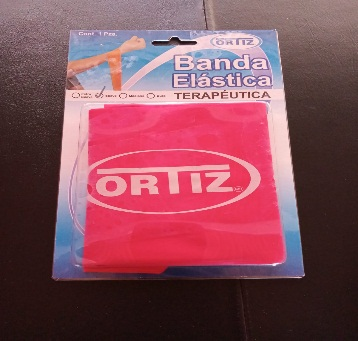 Cont. 1 Pza.
ORTIZ
Banda
Elástica
TERAPÉUTICA
ORTIZ